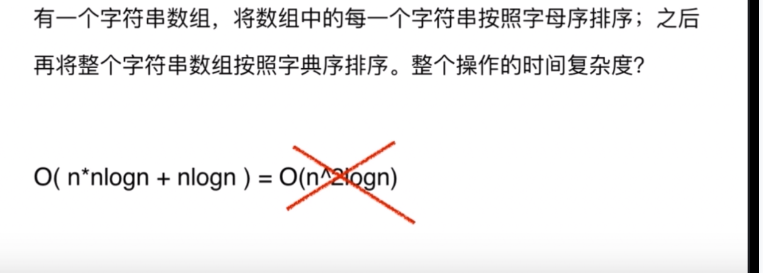 有一个字符串数组，将数组中的每一个字符串按照字母序排序；之后
再将整个字符串数组按照字典序排序。整个操作的时间复杂度？
O( n*nlogn + nlogn ) = O(n^2logn)